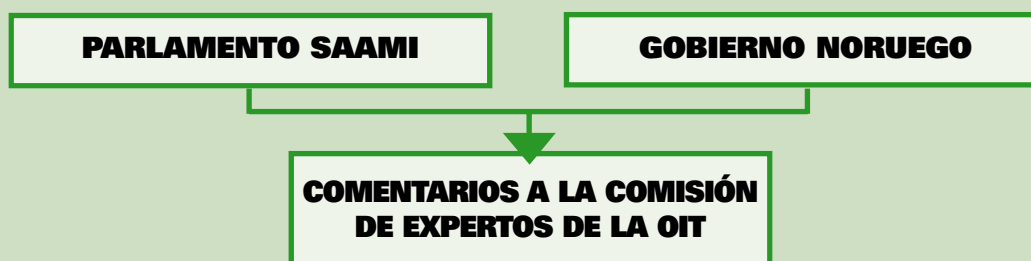 PARLAMENTO SAAMI
GOBIERNO NORUEGO
COMENTARIOS A LA COMISIÓN
DE EXPERTOS DE LA OIT